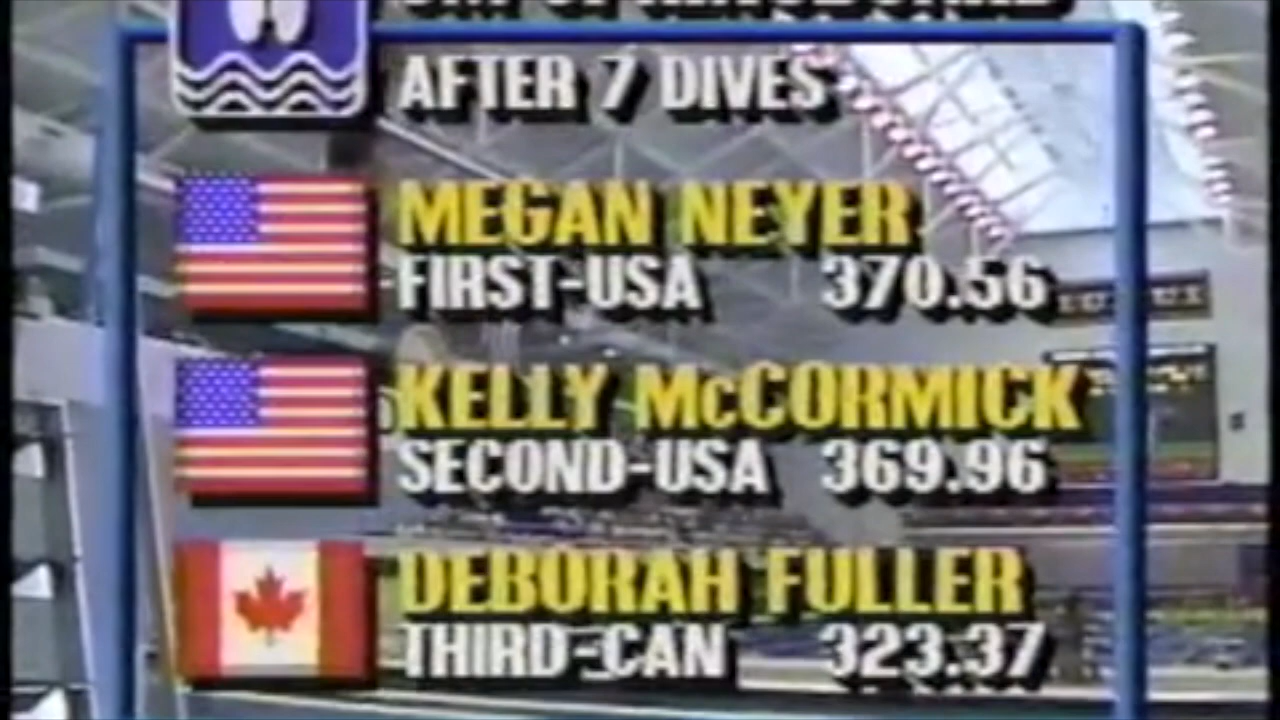 AFTER 7 DIVES
MEGAN NEYER
FIRST-USA 370.56
KELLY McCORMICK
SECOND-USA 369.96
DEBORAH FULLER
THIRD-CAN 323.37